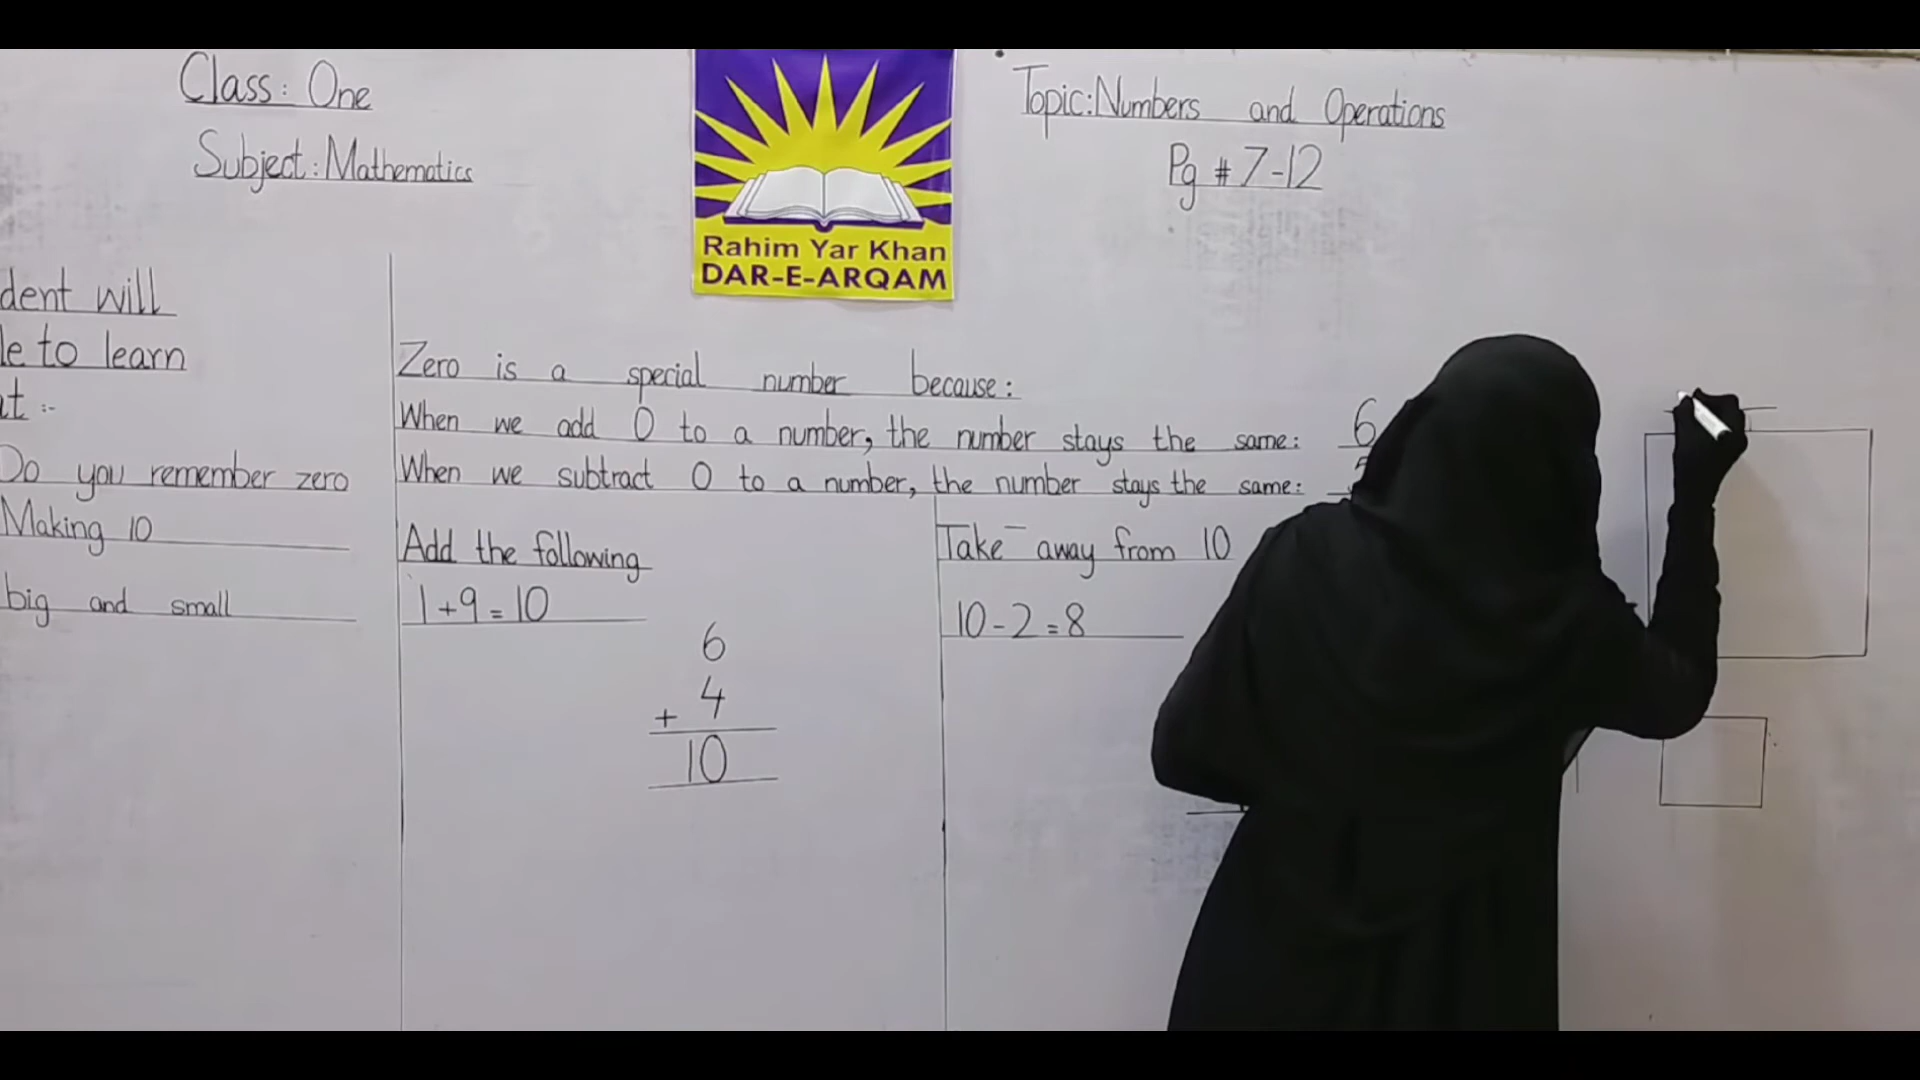 Class: One
Subject: Mathematics
Rahim Yar Khan
DAR-E-ARQAM
Topic: Numbers and Operations
Pg # 7-12
dent will
le to learn
at :-
Do you remember zero
Making 10
big and small
Zero is a special number because:
When we add 0 to a number, the number stays the same: 6
When we subtract 0 to a number, the number stays the same:
Add the following
1+9=10
6
+ 4
10
Take-away from 10
10-2=8